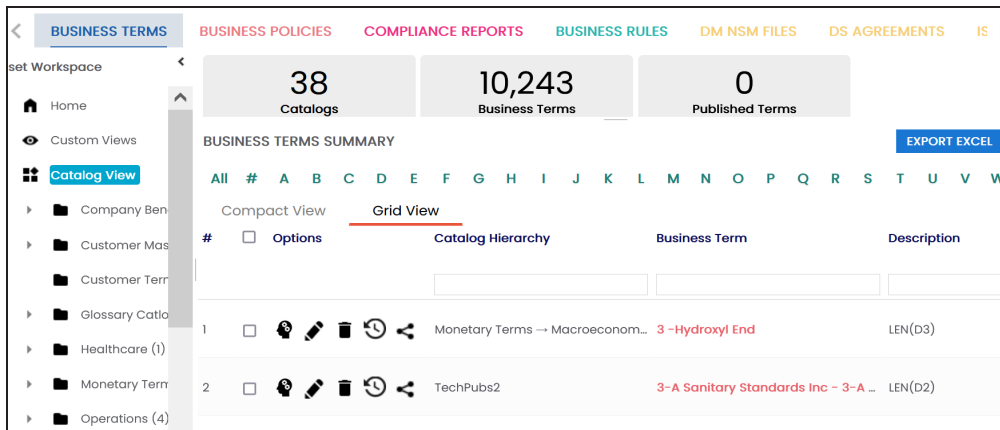 BUSINESS TERMS BUSINESS POLICIES COMPLIANCE REPORTS BUSINESS RULES DM NSM FILES DS AGREEMENTS IS
set Workspace
Home
Custom Views
Catalog View
Company Ben
Customer Mas
Customer Terr
Glossary Catlo
Healthcare (1)
Monetary Term
Operations (4)
38
Catalogs
10,243
Business Terms
0
Published Terms
BUSINESS TERMS SUMMARY
EXPORT EXCEL
All # A B C D E F G H I J K L M N O P Q R S T U V W
Compact View Grid View
# Options Catalog Hierarchy Business Term Description
1 Monetary Terms → Macroeconom... 3 -Hydroxyl End LEN(D3)
2 TechPubs2 3-A Sanitary Standards Inc - 3-A ... LEN(D2)